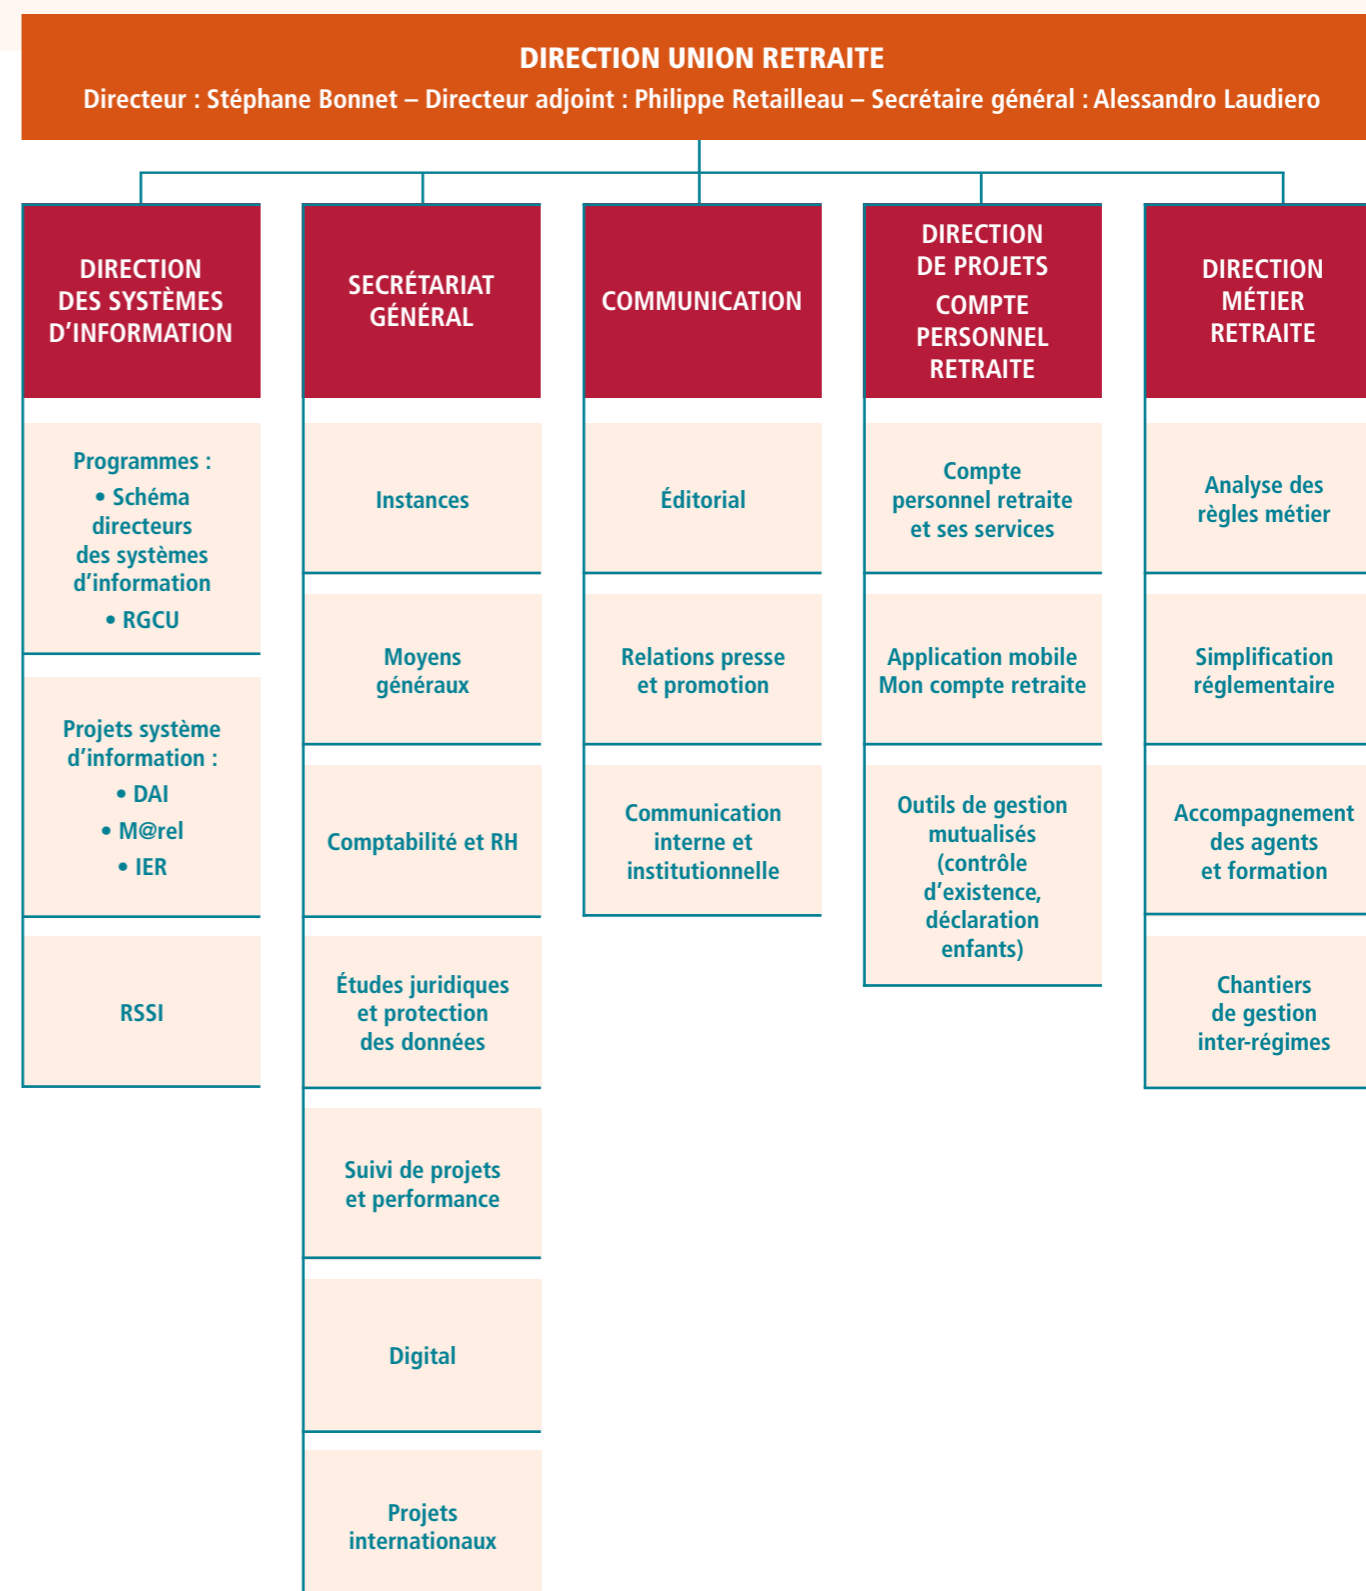 DIRECTION UNION RETRAITE
Directeur : Stéphane Bonnet – Directeur adjoint : Philippe Retailleau – Secrétaire général : Alessandro Laudiero
DIRECTION
DES SYSTÈMES
D’INFORMATION
Programmes :
• Schéma
directeurs
des systèmes
d’information
• RGCU
Projets système
d’information :
• DAI
• M@rel
• IER
RSSI
SECRÉTARIAT
GÉNÉRAL
Instances
Moyens
généraux
Comptabilité et RH
Études juridiques
et protection
des données
Suivi de projets
et performance
Digital
Projets
internationaux
COMMUNICATION
Éditorial
Relations presse
et promotion
Communication
interne et
institutionnelle
DIRECTION
DE PROJETS
COMPTE
PERSONNEL
RETRAITE
Compte
personnel retraite
et ses services
Application mobile
Mon compte retraite
Outils de gestion
mutualisés
(contrôle
d’existence,
déclaration
enfants)
DIRECTION
MÉTIER
RETRAITE
Analyse des
règles métier
Simplification
réglementaire
Accompagnement
des agents
et formation
Chantiers
de gestion
inter-régimes